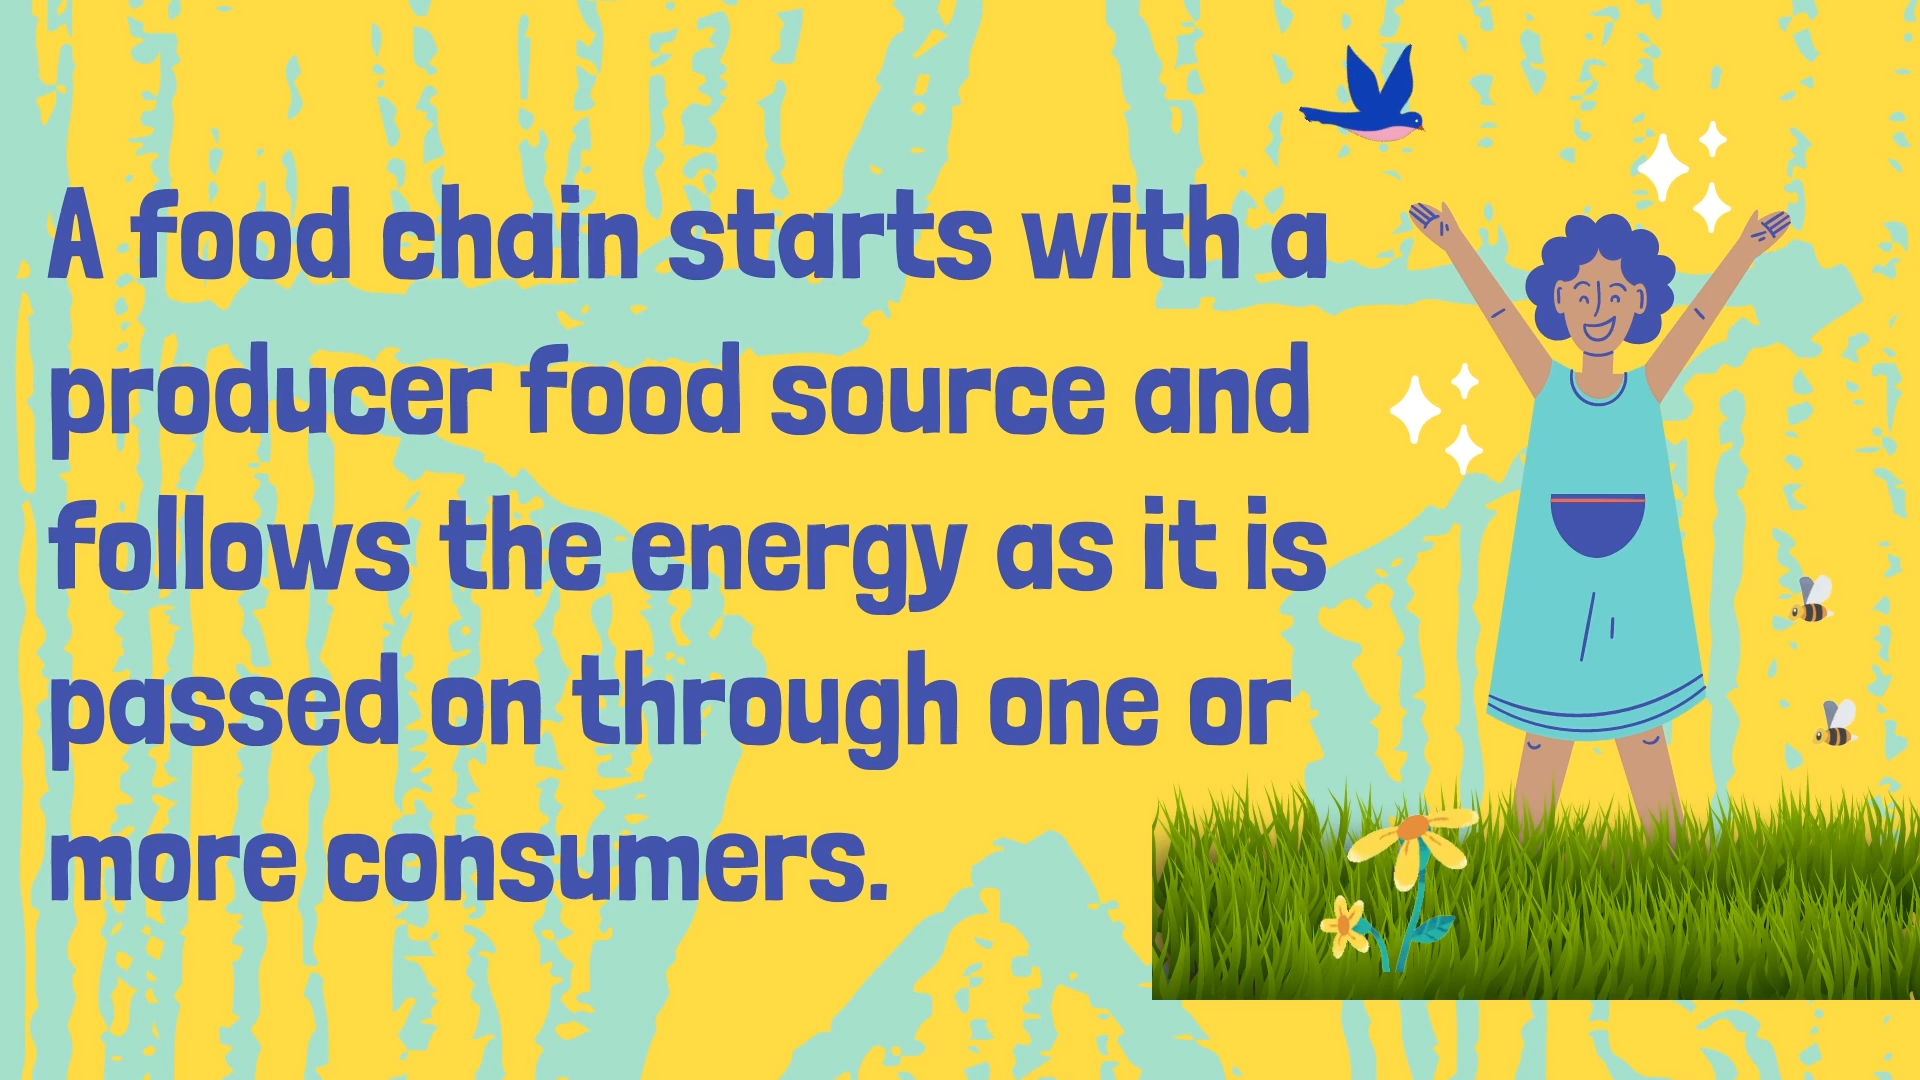 A food chain starts with a
producer food source and
follows the energy as it is
passed on through one or
more consumers.